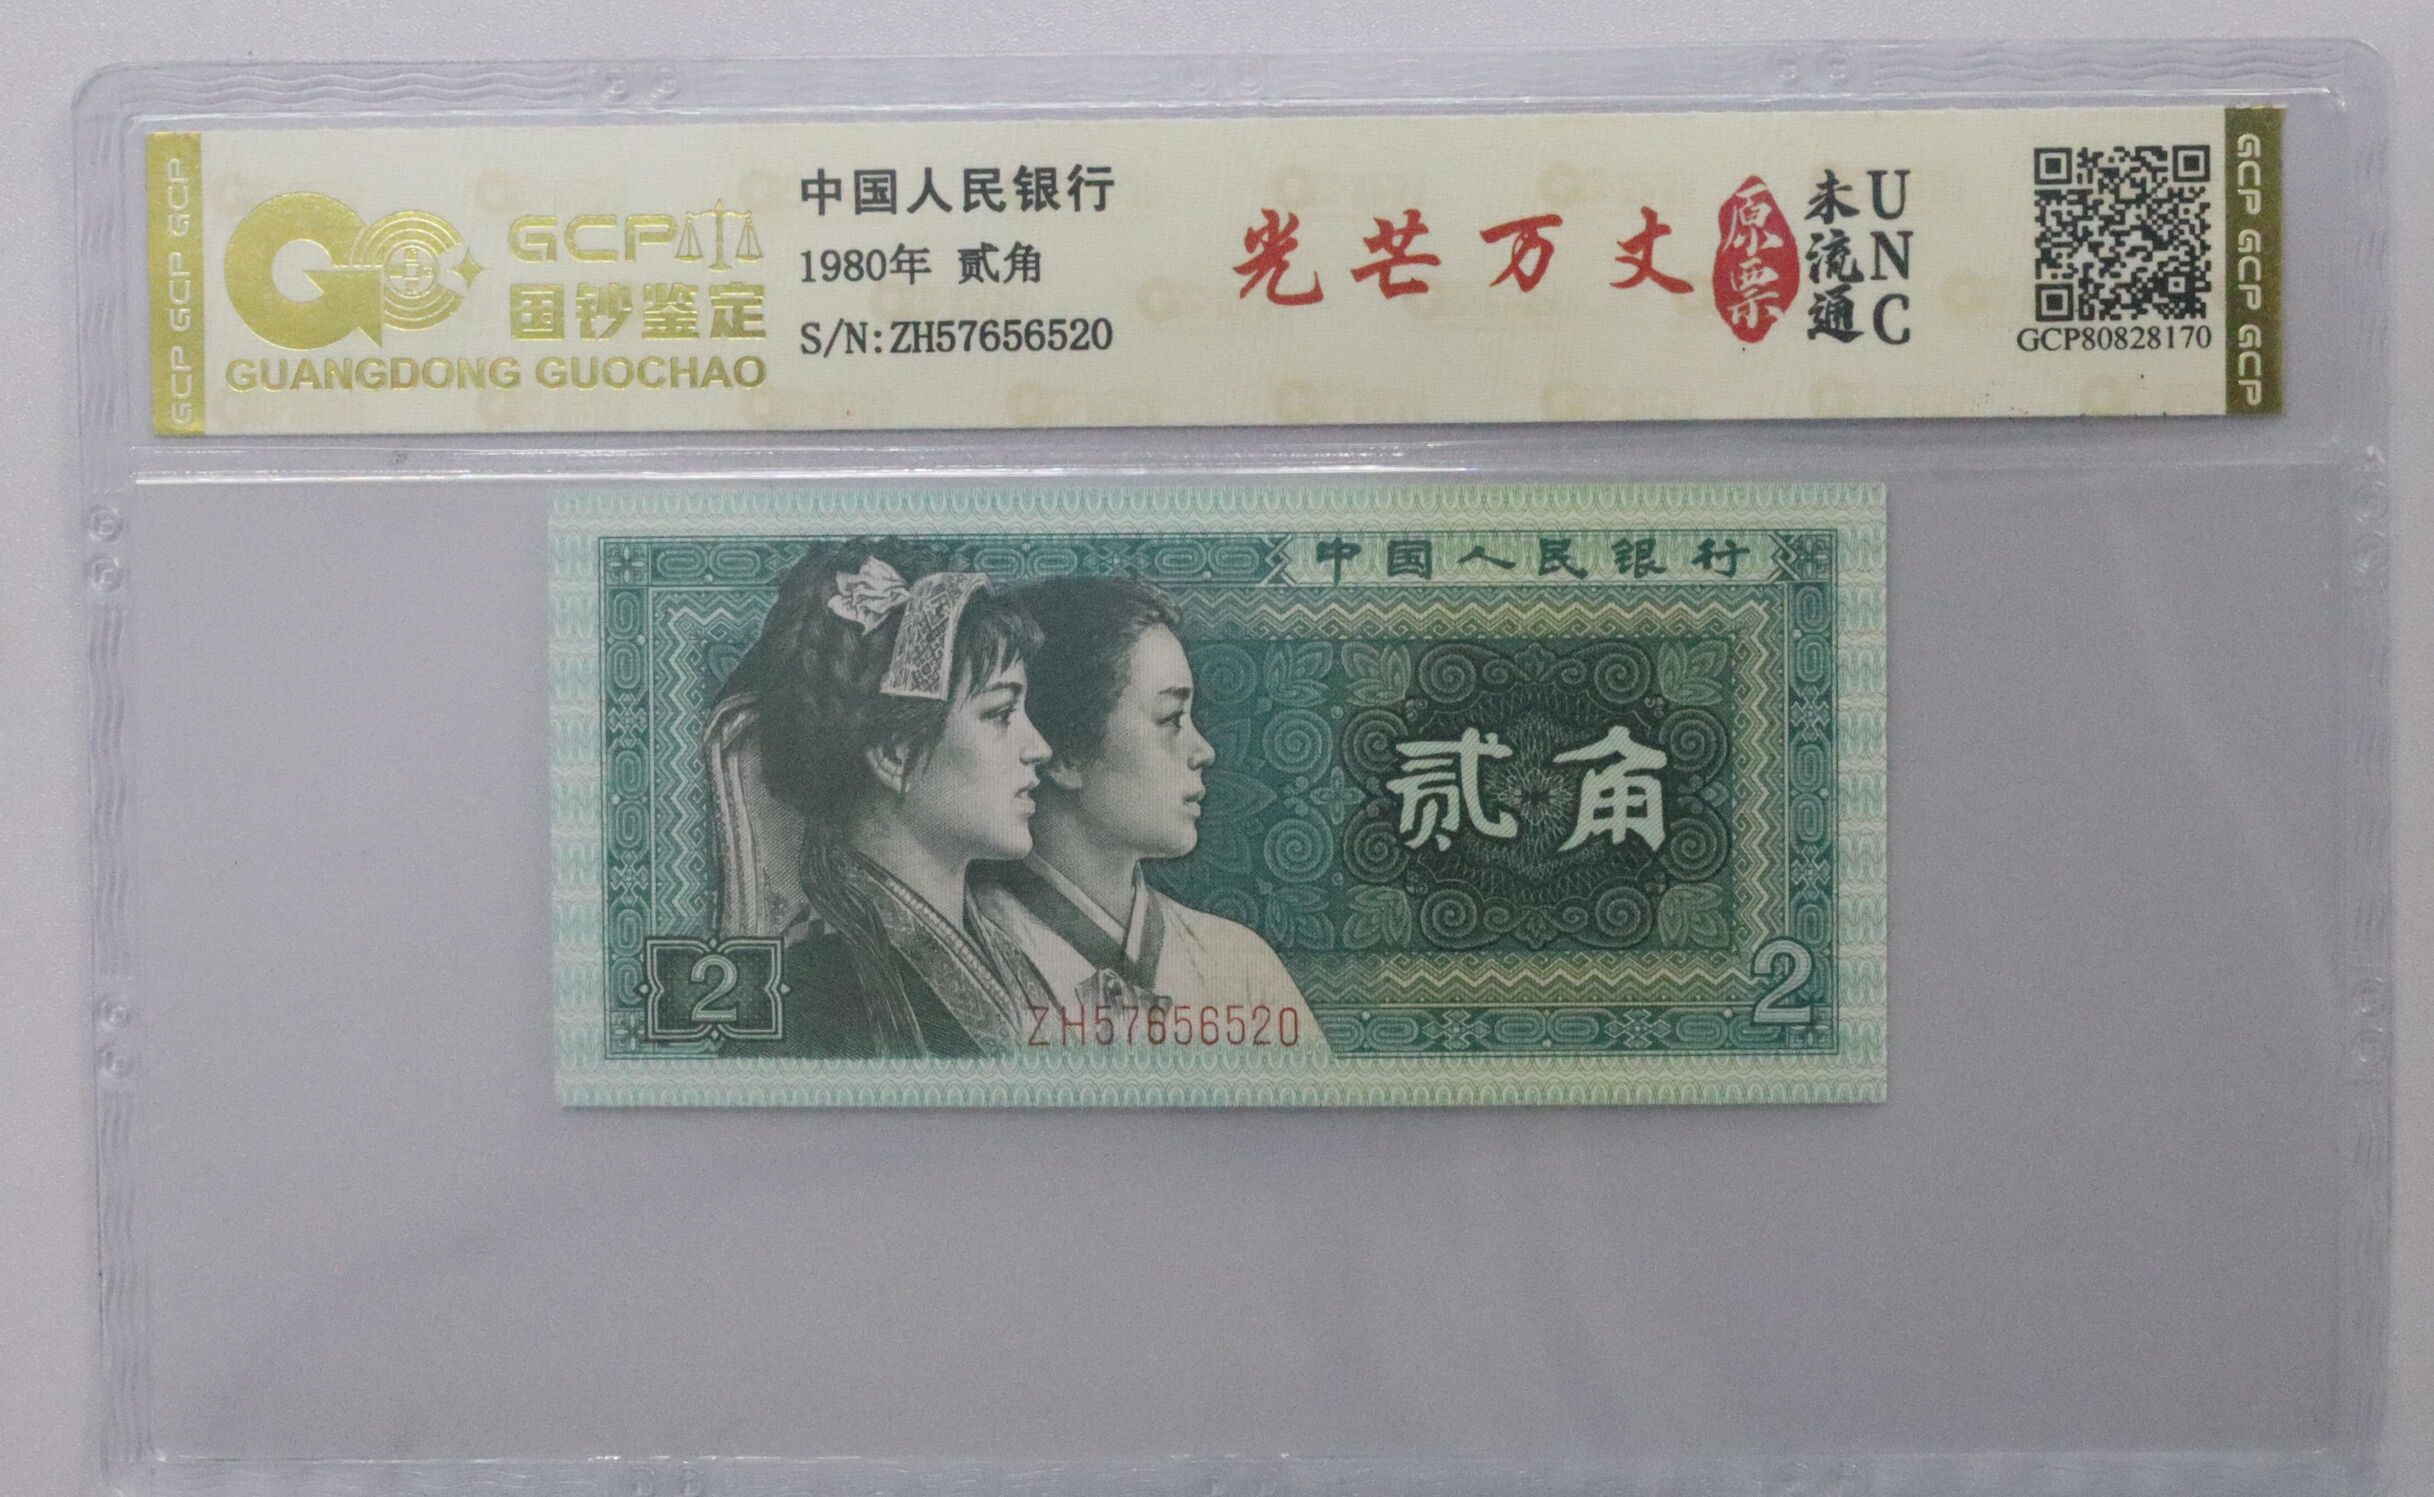 GCP GCP GCP
GCP
国钞鉴定
GUANGDONG GUOCHAO
中国人民银行
1980年 贰角
S/N:ZH57656520
光芒万丈
原票
未流通
UNC
GCP80828170
GCP GCP GCP
中国人民银行
贰角
2
2
ZH57656520